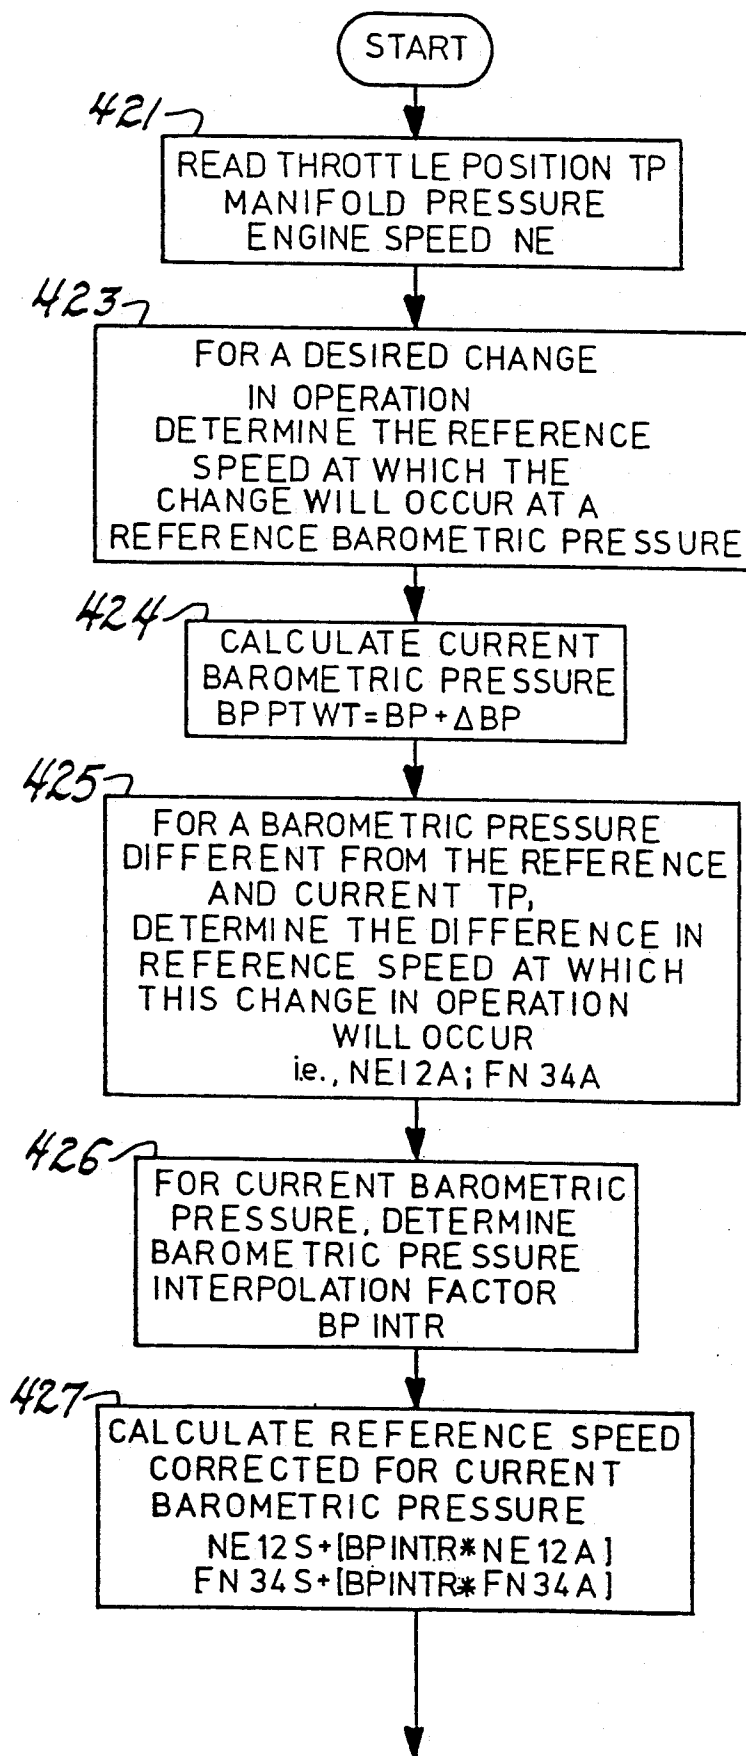 START
421
READ THROTTLE POSITION TP
MANIFOLD PRESSURE
ENGINE SPEED NE
423
FOR A DESIRED CHANGE
IN OPERATION
DETERMINE THE REFERENCE
SPEED AT WHICH THE
CHANGE WILL OCCUR AT A
REFERENCE BAROMETRIC PRESSURE
424
CALCULATE CURRENT
BAROMETRIC PRESSURE
BPPTWT=BP+ΔBP
425
FOR A BAROMETRIC PRESSURE
DIFFERENT FROM THE REFERENCE
AND CURRENT TP,
DETERMINE THE DIFFERENCE IN
REFERENCE SPEED AT WHICH
THIS CHANGE IN OPERATION
WILL OCCUR
i.e., NE12A; FN34A
426
FOR CURRENT BAROMETRIC
PRESSURE, DETERMINE
BAROMETRIC PRESSURE
INTERPOLATION FACTOR
BPINTR
427
CALCULATE REFERENCE SPEED
CORRECTED FOR CURRENT
BAROMETRIC PRESSURE
NE12S+[BPINTR*NE12A]
FN34S+[BPINTR*FN34A]